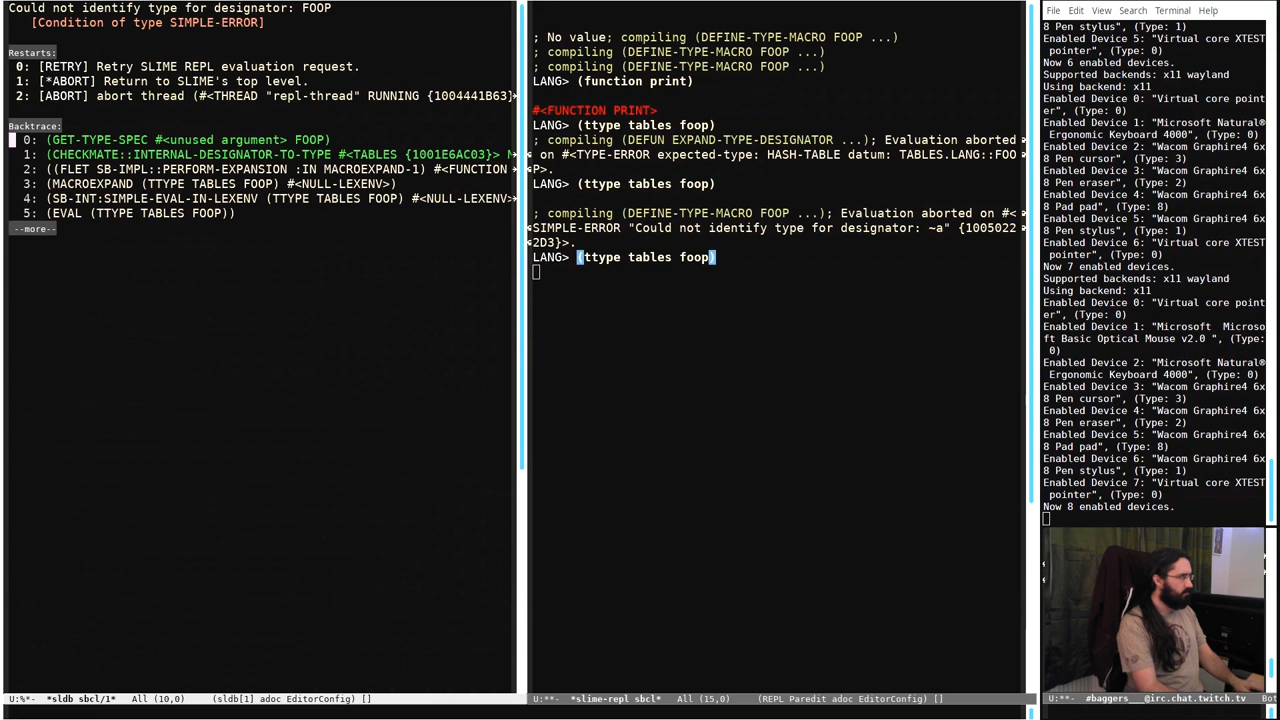 Could not identify type for designator: FOOP
[Condition of type SIMPLE-ERROR]
Restarts:
0: [RETRY] Retry SLIME REPL evaluation request.
1: [*ABORT] Return to SLIME's top level.
2: [ABORT] abort thread (#<THREAD "repl-thread" RUNNING {1004441B63}
Backtrace:
0: (GET-TYPE-SPEC #<unused argument> FOOP)
1: (CHECKMATE::INTERNAL-DESIGNATOR-TO-TYPE #<TABLES {1001E6AC03}> N
2: ((FLET SB-IMPL::PERFORM-EXPANSION :IN MACROEXPAND-1) #<FUNCTION
3: (MACROEXPAND (TTYPE TABLES FOOP) #<NULL-LEXENV>)
4: (SB-INT:SIMPLE-EVAL-IN-LEXENV (TTYPE TABLES FOOP) #<NULL-LEXENV>
5: (EVAL (TTYPE TABLES FOOP))
--more--
U:%*- *sldb sbcl/1* All (10,0) (sldb[1] adoc EditorConfig) []
; No value; compiling (DEFINE-TYPE-MACRO FOOP ...)
; compiling (DEFINE-TYPE-MACRO FOOP ...)
; compiling (DEFINE-TYPE-MACRO FOOP ...)
LANG> (function print)
#<FUNCTION PRINT>
LANG> (ttype tables foop)
; compiling (DEFUN EXPAND-TYPE-DESIGNATOR ...); Evaluation aborted
on #<TYPE-ERROR expected-type: HASH-TABLE datum: TABLES.LANG::FOO
P>.
LANG> (ttype tables foop)
; compiling (DEFINE-TYPE-MACRO FOOP ...); Evaluation aborted on #<
SIMPLE-ERROR "Could not identify type for designator: ~a" {1005022
2D3}>.
LANG> (ttype tables foop)
U:**- *slime-repl sbcl* All (15,0) (REPL Paredit adoc EditorConfig) []
File Edit View Search Terminal Help
8 Pen stylus", (Type: 1)
Enabled Device 5: "Virtual core XTEST
pointer", (Type: 0)
Now 6 enabled devices.
Supported backends: x11 wayland
Using backend: x11
Enabled Device 0: "Virtual core point
er", (Type: 0)
Enabled Device 1: "Microsoft Natural®
Ergonomic Keyboard 4000", (Type: 0)
Enabled Device 2: "Wacom Graphire4 6x
8 Pen cursor", (Type: 3)
Enabled Device 3: "Wacom Graphire4 6x
8 Pen eraser", (Type: 2)
Enabled Device 4: "Wacom Graphire4 6x
8 Pad pad", (Type: 8)
Enabled Device 5: "Wacom Graphire4 6x
8 Pen stylus", (Type: 1)
Enabled Device 6: "Virtual core XTEST
pointer", (Type: 0)
Now 7 enabled devices.
Supported backends: x11 wayland
Using backend: x11
Enabled Device 0: "Virtual core point
er", (Type: 0)
Enabled Device 1: "Microsoft  Microso
ft Basic Optical Mouse v2.0 ", (Type:
0)
Enabled Device 2: "Microsoft Natural®
Ergonomic Keyboard 4000", (Type: 0)
Enabled Device 3: "Wacom Graphire4 6x
8 Pen cursor", (Type: 3)
Enabled Device 4: "Wacom Graphire4 6x
8 Pen eraser", (Type: 2)
Enabled Device 5: "Wacom Graphire4 6x
8 Pad pad", (Type: 8)
Enabled Device 6: "Wacom Graphire4 6x
8 Pen stylus", (Type: 1)
Enabled Device 7: "Virtual core XTEST
pointer", (Type: 0)
Now 8 enabled devices.
U:**- #baggers___@irc.chat.twitch.tv Bot